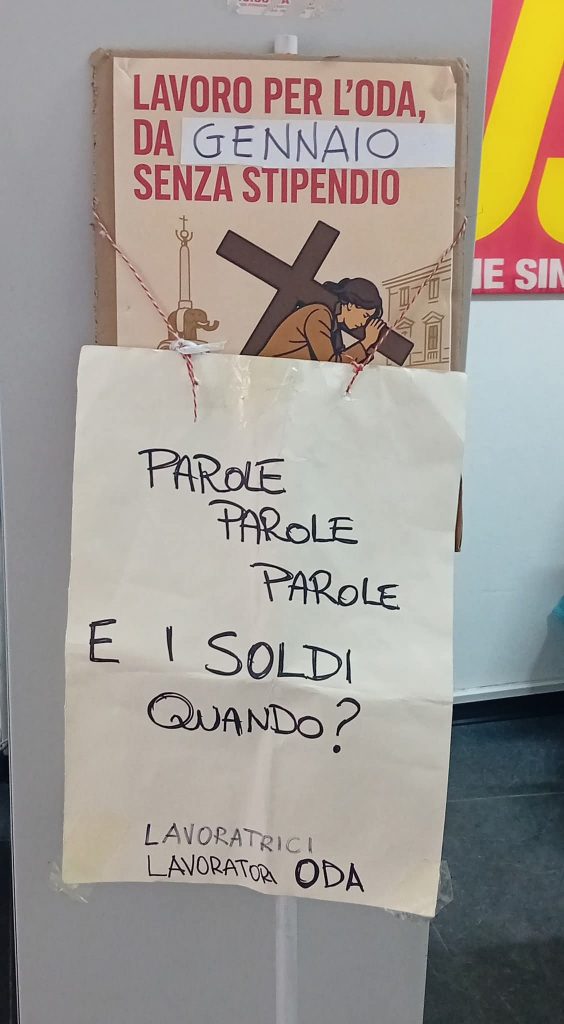 LAVORO PER L'ODA,
DA GENNAIO
SENZA STIPENDIO
PAROLE
PAROLE
PAROLE
E I SOLDI
QUANDO?
LAVORATRICI
LAVORATORI ODA